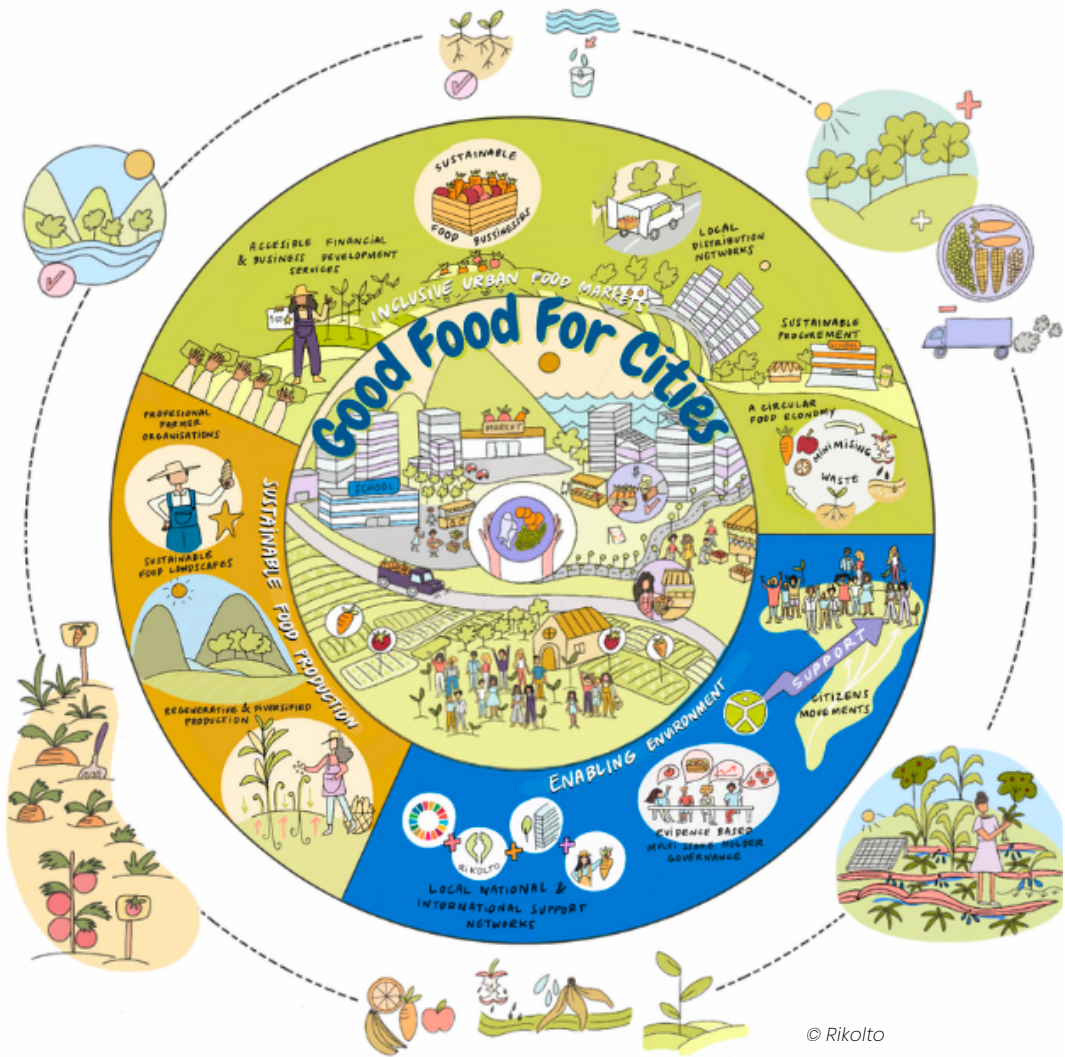 SUSTAINABLE
FOOD BUSSINESSES
ACCESIBLE FINANCIAL
& BUSINESS DEVELOPMENT
SERVICES
LOCAL
DISTRIBUTION
NETWORKS
INCLUSIVE URBAN FOOD MARKETS
SUSTAINABLE
PROCUREMENT
SCHOOL
Good Food For Cities
A CIRCULAR
FOOD ECONOMY
MINIMISING
WASTE
PROFESIONAL
FARMER
ORGANISATIONS
MARKET
SCHOOL
SUSTAINABLE
FOOD LANDSCAPES
SUSTAINABLE FOOD PRODUCTION
REGENERATIVE & DIVERSIFIED
PRODUCTION
SUPPORT
CITIZENS
MOVEMENTS
ENABLING ENVIRONMENT
EVIDENCE BASED
MULTI STAKE HOLDER
GOVERNANCE
RIKOLTO
LOCAL NATIONAL &
INTERNATIONAL SUPPORT
NETWORKS
© Rikolto